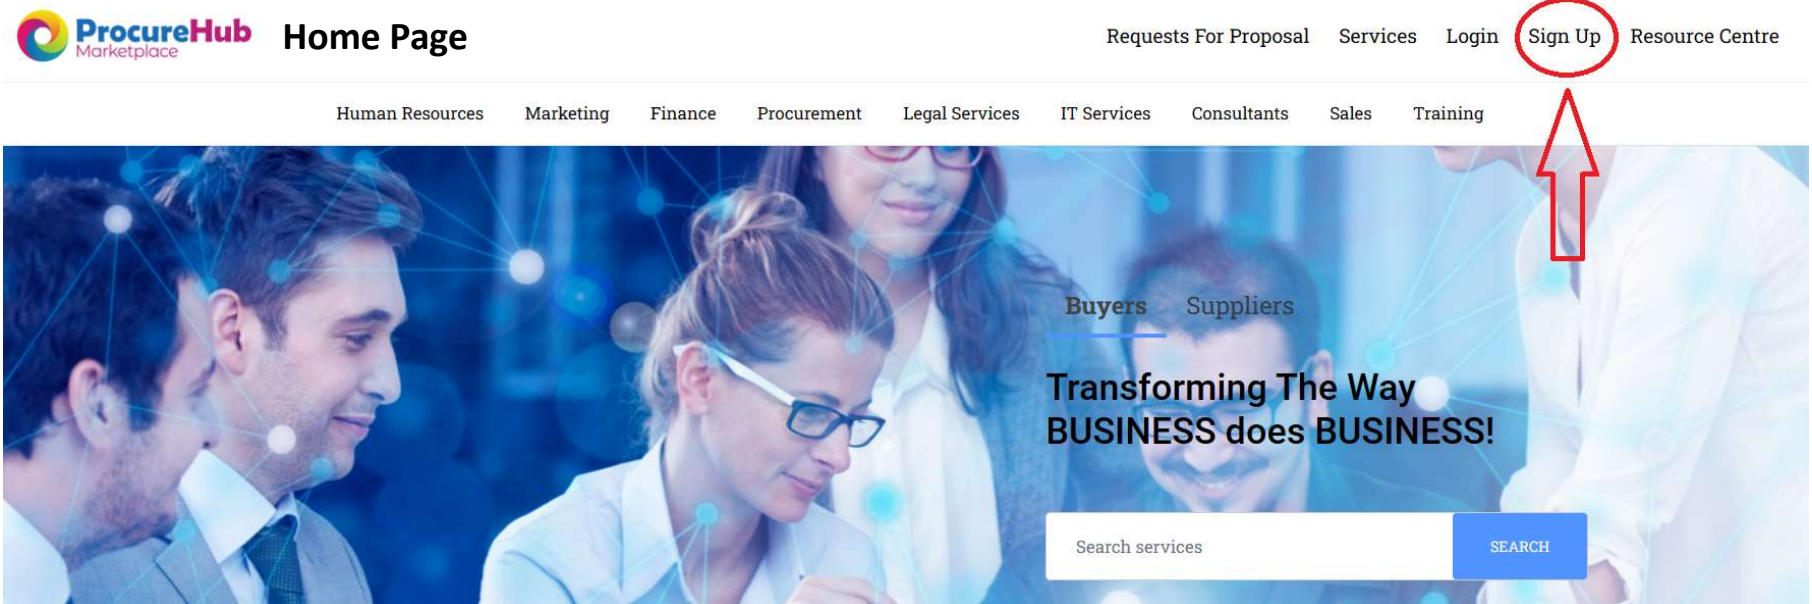 ProcureHub
Marketplace
Home Page
Requests For Proposal Services Login Sign Up Resource Centre
Human Resources Marketing Finance Procurement Legal Services IT Services Consultants Sales Training
Buyers Suppliers
Transforming The Way
BUSINESS does BUSINESS!
Search services SEARCH